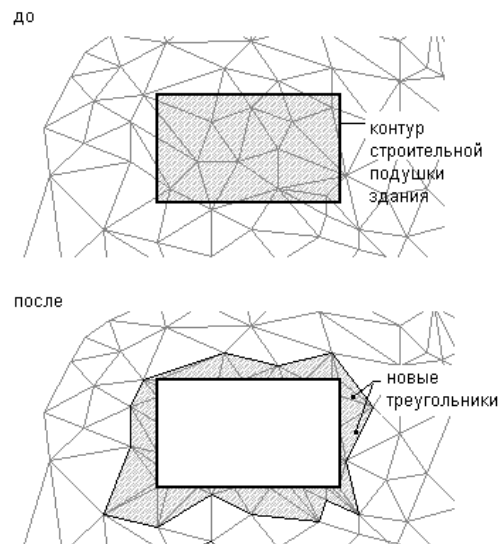 до
контур
строительной
подушки
здания
после
новые
треугольники